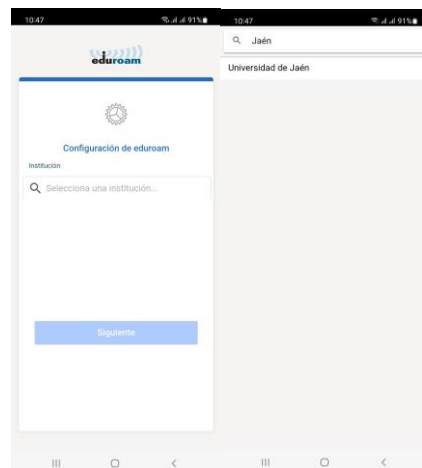 10:47
91%
eduroam
Configuración de eduroam
Institución
Selecciona una institución...
Siguiente
10:47
91%
Jaén
Universidad de Jaén